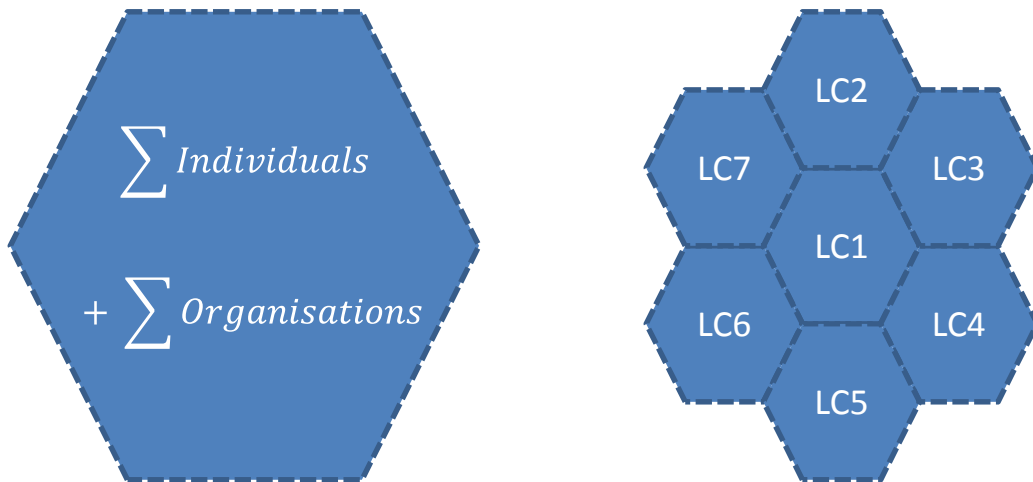 ∑ Individuals
+ ∑ Organisations
LC2
LC7
LC3
LC1
LC6
LC4
LC5